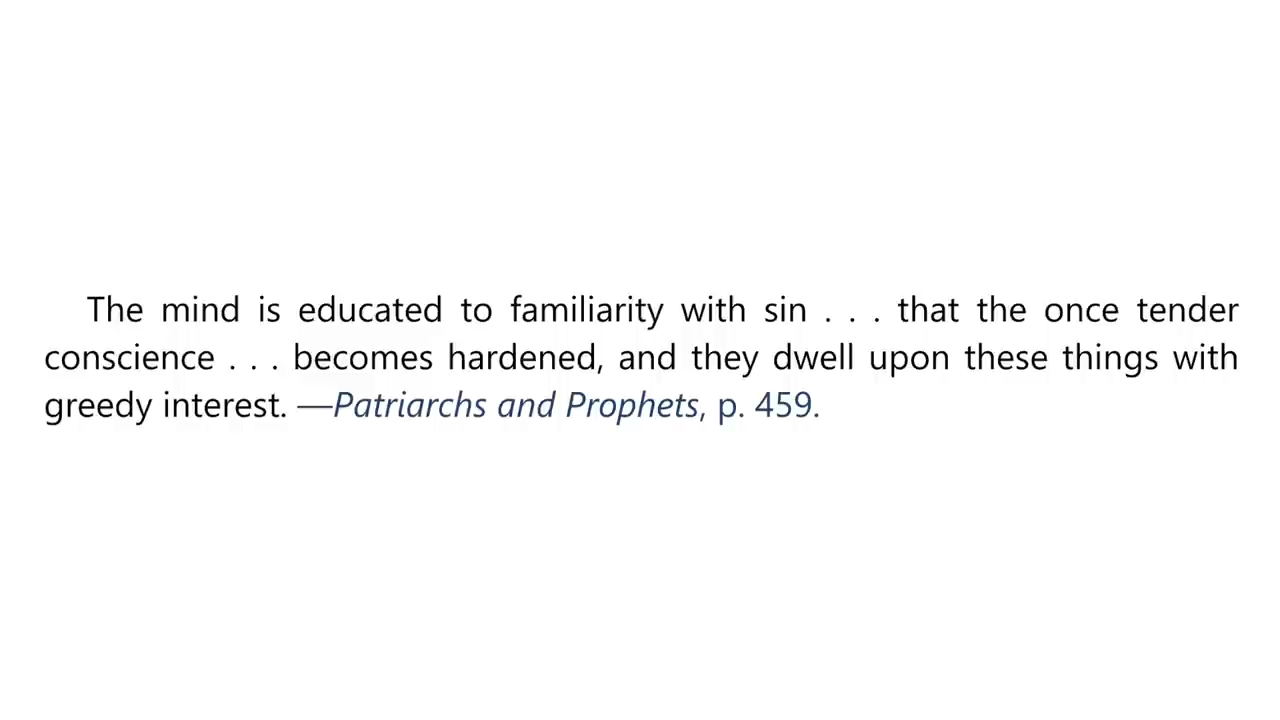 The mind is educated to familiarity with sin . . . that the once tender
conscience . . . becomes hardened, and they dwell upon these things with
greedy interest. —Patriarchs and Prophets, p. 459.